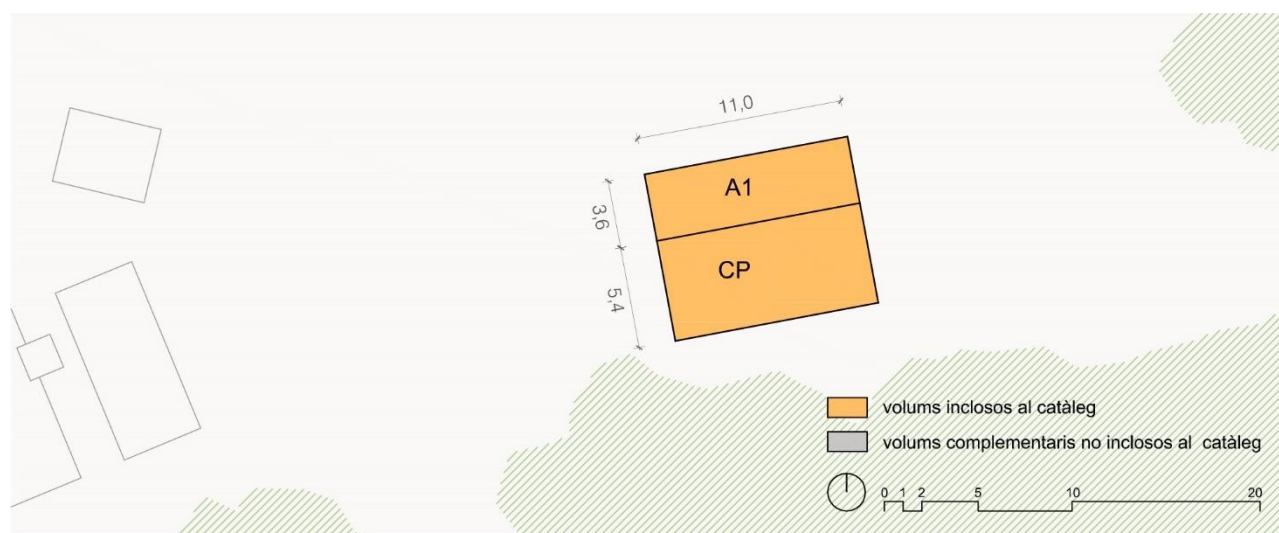 11,0
A1
3,6
CP
5,4
volums inclosos al catàleg
volums complementaris no inclosos al catàleg
0 1 2 5 10 20